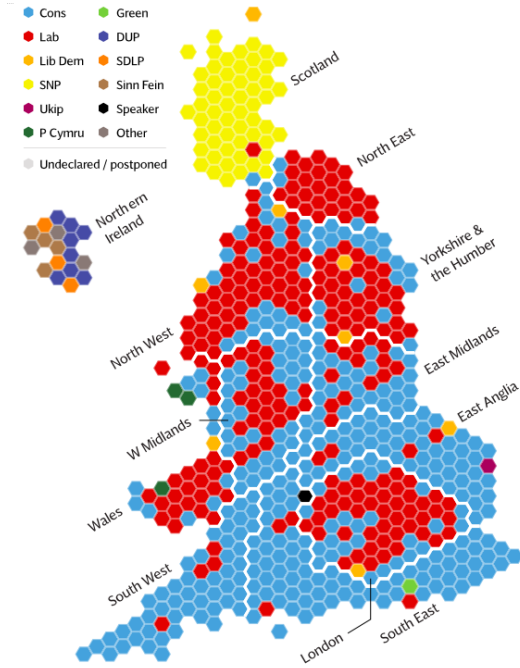 Cons
Green
Lab
DUP
Lib Dem
SDLP
SNP
Sinn Fein
Ukip
Speaker
P Cymru
Other
Undeclared / postponed
Scotland
North East
Northern
Ireland
Yorkshire &
the Humber
North West
East Midlands
East Anglia
W Midlands
Wales
South West
South East
London